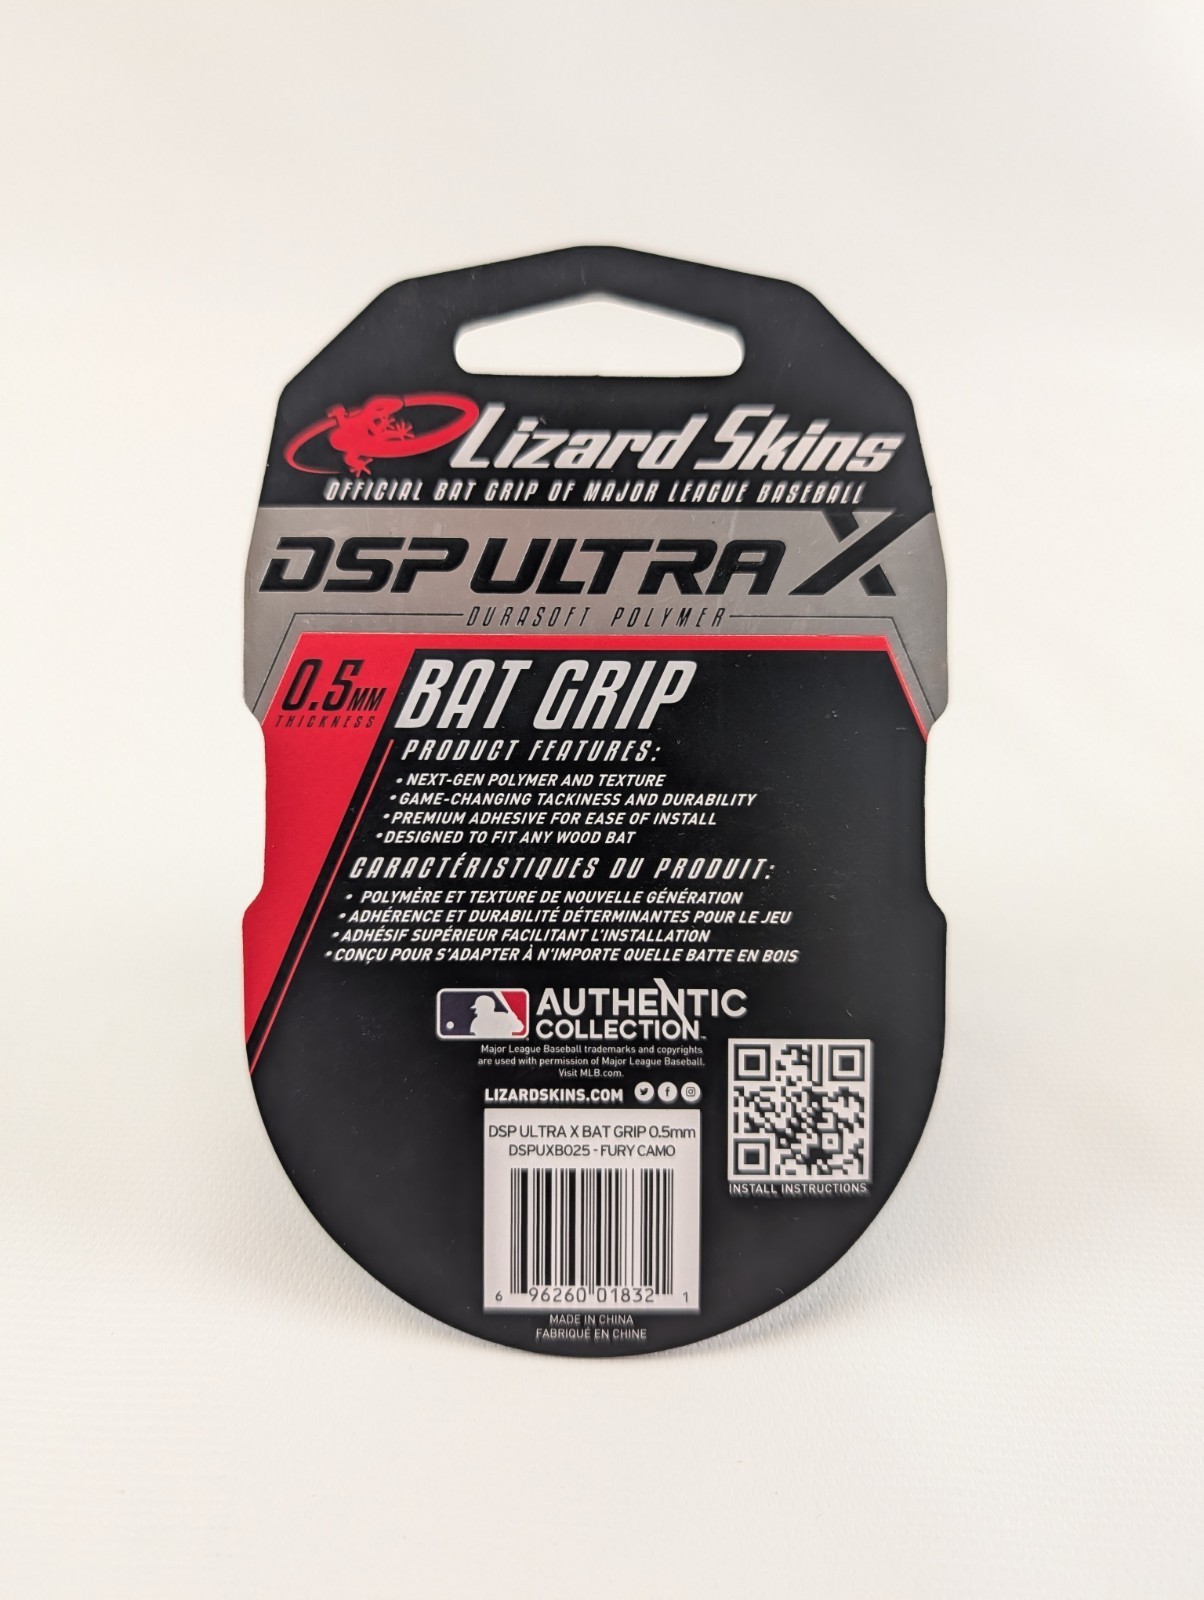 Lizard Skins
OFFICIAL BAT GRIP OF MAJOR LEAGUE BASEBALL
DSP ULTRA X
DURASOFT POLYMER
0.5MM
THICKNESS
BAT GRIP
PRODUCT FEATURES:
• NEXT-GEN POLYMER AND TEXTURE
• GAME-CHANGING TACKINESS AND DURABILITY
• PREMIUM ADHESIVE FOR EASE OF INSTALL
• DESIGNED TO FIT ANY WOOD BAT
CARACTÉRISTIQUES DU PRODUIT:
• POLYMÈRE ET TEXTURE DE NOUVELLE GÉNÉRATION
• ADHÉRENCE ET DURABILITÉ DÉTERMINANTES POUR LE JEU
• ADHÉSIF SUPÉRIEUR FACILITANT L'INSTALLATION
• CONÇU POUR S'ADAPTER À N'IMPORTE QUELLE BATTE EN BOIS
AUTHENTIC
COLLECTION™
Major League Baseball trademarks and copyrights
are used with permission of Major League Baseball.
Visit MLB.com.
LIZARDSKINS.COM
DSP ULTRA X BAT GRIP 0.5mm
DSPUXB025 - FURY CAMO
6 96260 01832 1
INSTALL INSTRUCTIONS
MADE IN CHINA
FABRIQUÉ EN CHINE